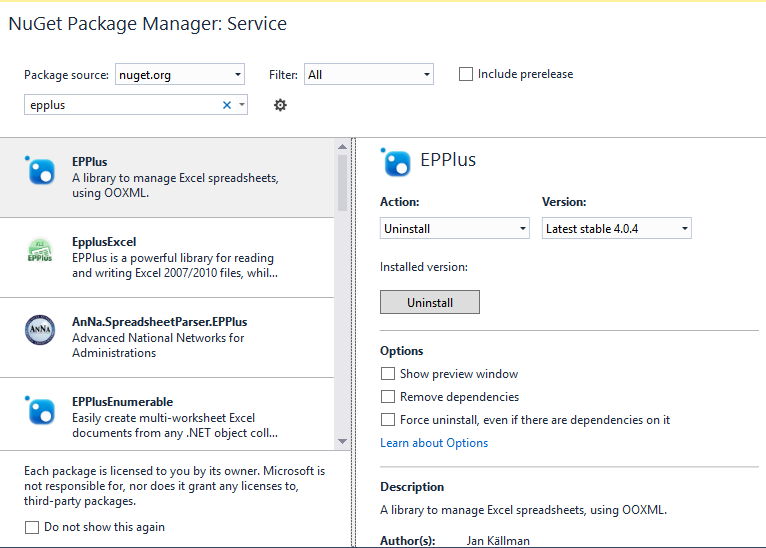 NuGet Package Manager: Service
Package source: nuget.org Filter: All Include prerelease
epplus
EPPlus
A library to manage Excel spreadsheets,
using OOXML.
XLS
EPPlus
EpplusExcel
EPPlus is a powerful library for reading
and writing Excel 2007/2010 files, whil...
ANNA
AnNa.SpreadsheetParser.EPPlus
Advanced National Networks for
Administrations
EPPlusEnumerable
Easily create multi-worksheet Excel
documents from any .NET object coll...
Each package is licensed to you by its owner. Microsoft is
not responsible for, nor does it grant any licenses to,
third-party packages.
Do not show this again
EPPlus
Action: Version:
Uninstall Latest stable 4.0.4
Installed version:
Uninstall
Options
Show preview window
Remove dependencies
Force uninstall, even if there are dependencies on it
Learn about Options
Description
A library to manage Excel spreadsheets, using OOXML.
Author(s): Jan Källman